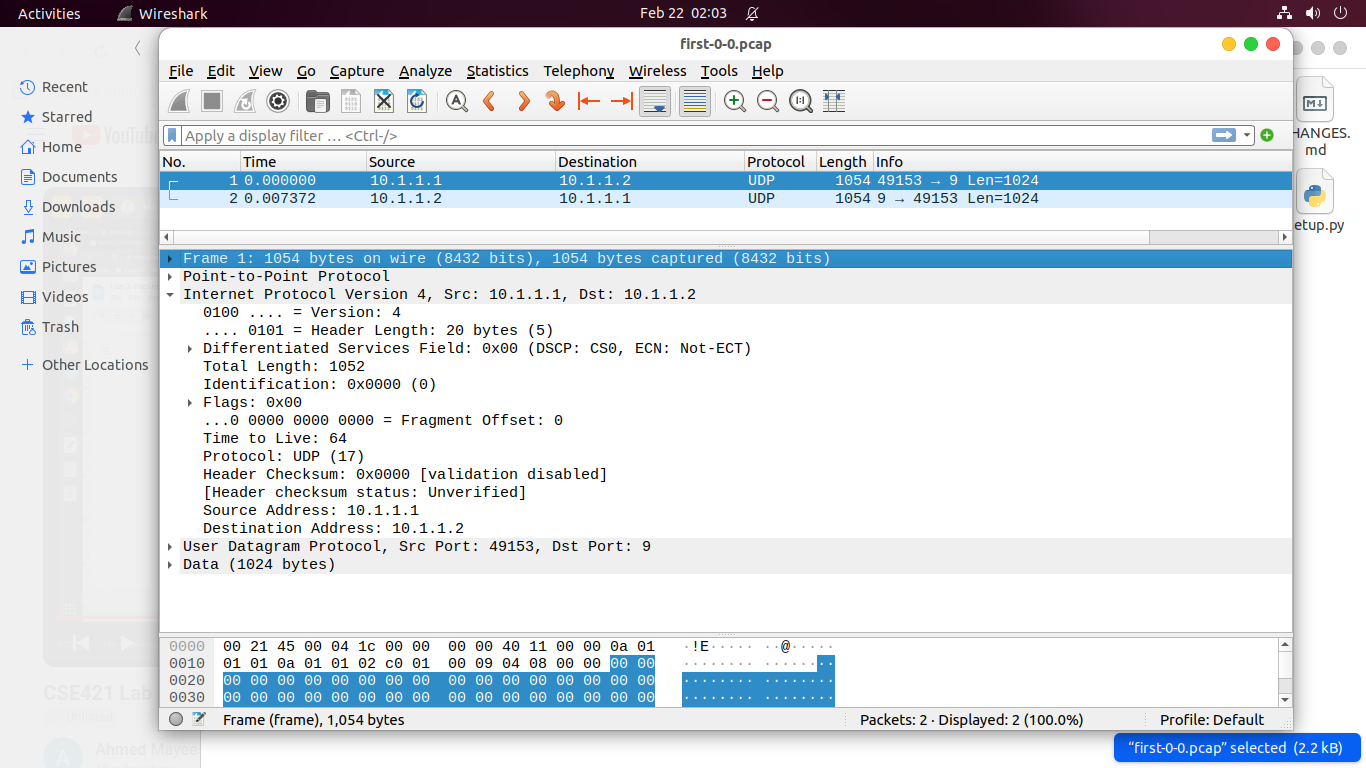 Activities Wireshark Feb 22 02:03
first-0-0.pcap
File Edit View Go Capture Analyze Statistics Telephony Wireless Tools Help
Apply a display filter … <Ctrl-/>
No. Time Source Destination Protocol Length Info
1 0.000000 10.1.1.1 10.1.1.2 UDP 1054 49153 → 9 Len=1024
2 0.007372 10.1.1.2 10.1.1.1 UDP 1054 9 → 49153 Len=1024
Frame 1: 1054 bytes on wire (8432 bits), 1054 bytes captured (8432 bits)
Point-to-Point Protocol
Internet Protocol Version 4, Src: 10.1.1.1, Dst: 10.1.1.2
0100 .... = Version: 4
.... 0101 = Header Length: 20 bytes (5)
Differentiated Services Field: 0x00 (DSCP: CS0, ECN: Not-ECT)
Total Length: 1052
Identification: 0x0000 (0)
Flags: 0x00
...0 0000 0000 0000 = Fragment Offset: 0
Time to Live: 64
Protocol: UDP (17)
Header Checksum: 0x0000 [validation disabled]
[Header checksum status: Unverified]
Source Address: 10.1.1.1
Destination Address: 10.1.1.2
User Datagram Protocol, Src Port: 49153, Dst Port: 9
Data (1024 bytes)
0000 00 21 45 00 04 1c 00 00 00 00 40 11 00 00 0a 01 ·!E····· ··@·····
0010 01 01 0a 01 01 02 c0 01 00 09 04 08 00 00 00 00 ········ ········
0020 00 00 00 00 00 00 00 00 00 00 00 00 00 00 00 00 ········ ········
0030 00 00 00 00 00 00 00 00 00 00 00 00 00 00 00 00 ········ ········
Frame (frame), 1,054 bytes Packets: 2 · Displayed: 2 (100.0%) Profile: Default
Recent
Starred
Home
Documents
Downloads
Music
Pictures
Videos
Trash
Other Locations
YouTube
CSE421 Lab
Ahmed Mayee
HANGES.
md
etup.py
“first-0-0.pcap” selected (2.2 kB)